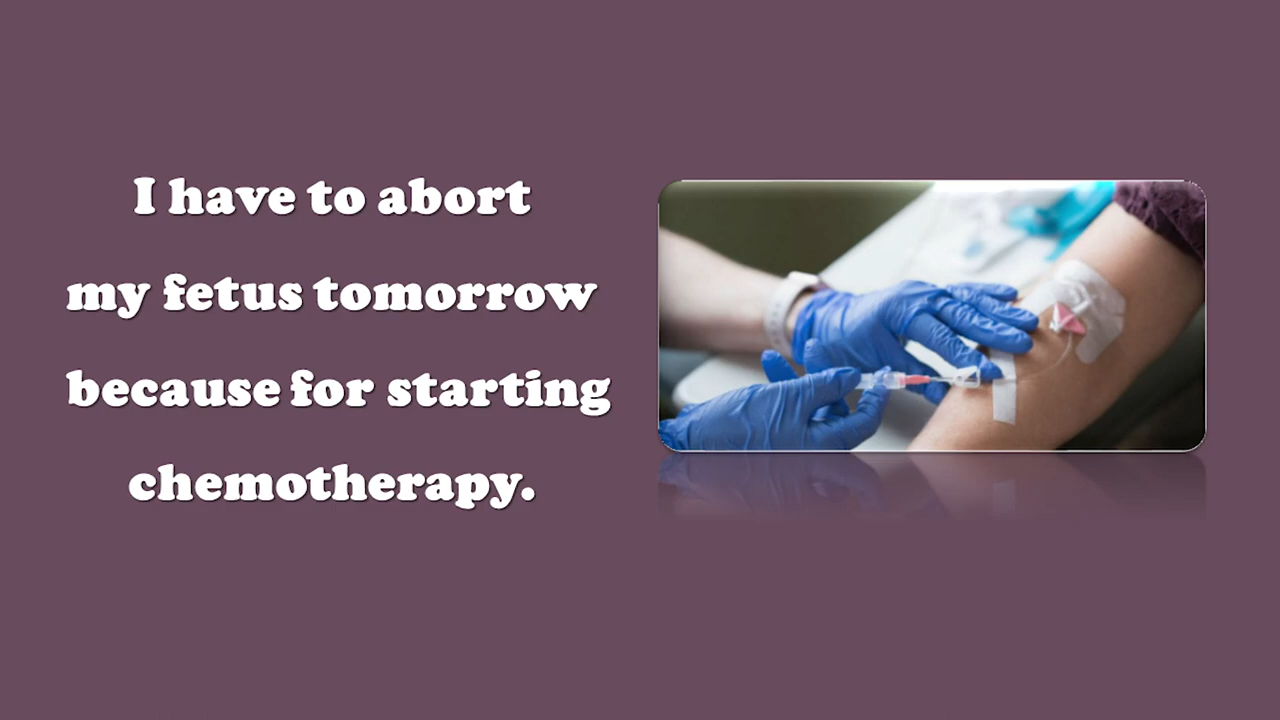 I have to abort
my fetus tomorrow
because for starting
chemotherapy.